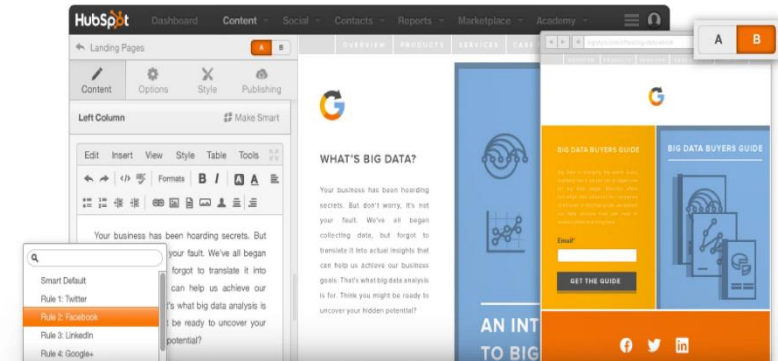 HubSpot Dashboard Content Social Contacts Reports Marketplace Academy
Landing Pages A B
Content Options Style Publishing
Left Column Make Smart
Edit Insert View Style Table Tools
Formats B I A A
Your business has been hoarding secrets. But
your fault. We've all began
forgot to translate it into
can help us achieve our
t's what big data analysis is
t be ready to uncover your
potential?
Smart Default
Rule 1: Twitter
Rule 2: Facebook
Rule 3: LinkedIn
Rule 4: Google+
OVERVIEW PRODUCTS SERVICES CASE
WHAT'S BIG DATA?
Your business has been hoarding
secrets. But don't worry, it's not
your fault. We've all began
collecting data, but forgot to
translate it into actual insights that
can help us achieve our business
goals. That's what big data analysis
is for. Think you might be ready to
uncover your hidden potential?
AN INT
TO BIG
A B
BIG DATA BUYERS GUIDE
Email*
GET THE GUIDE
BIG DATA BUYERS GUIDE